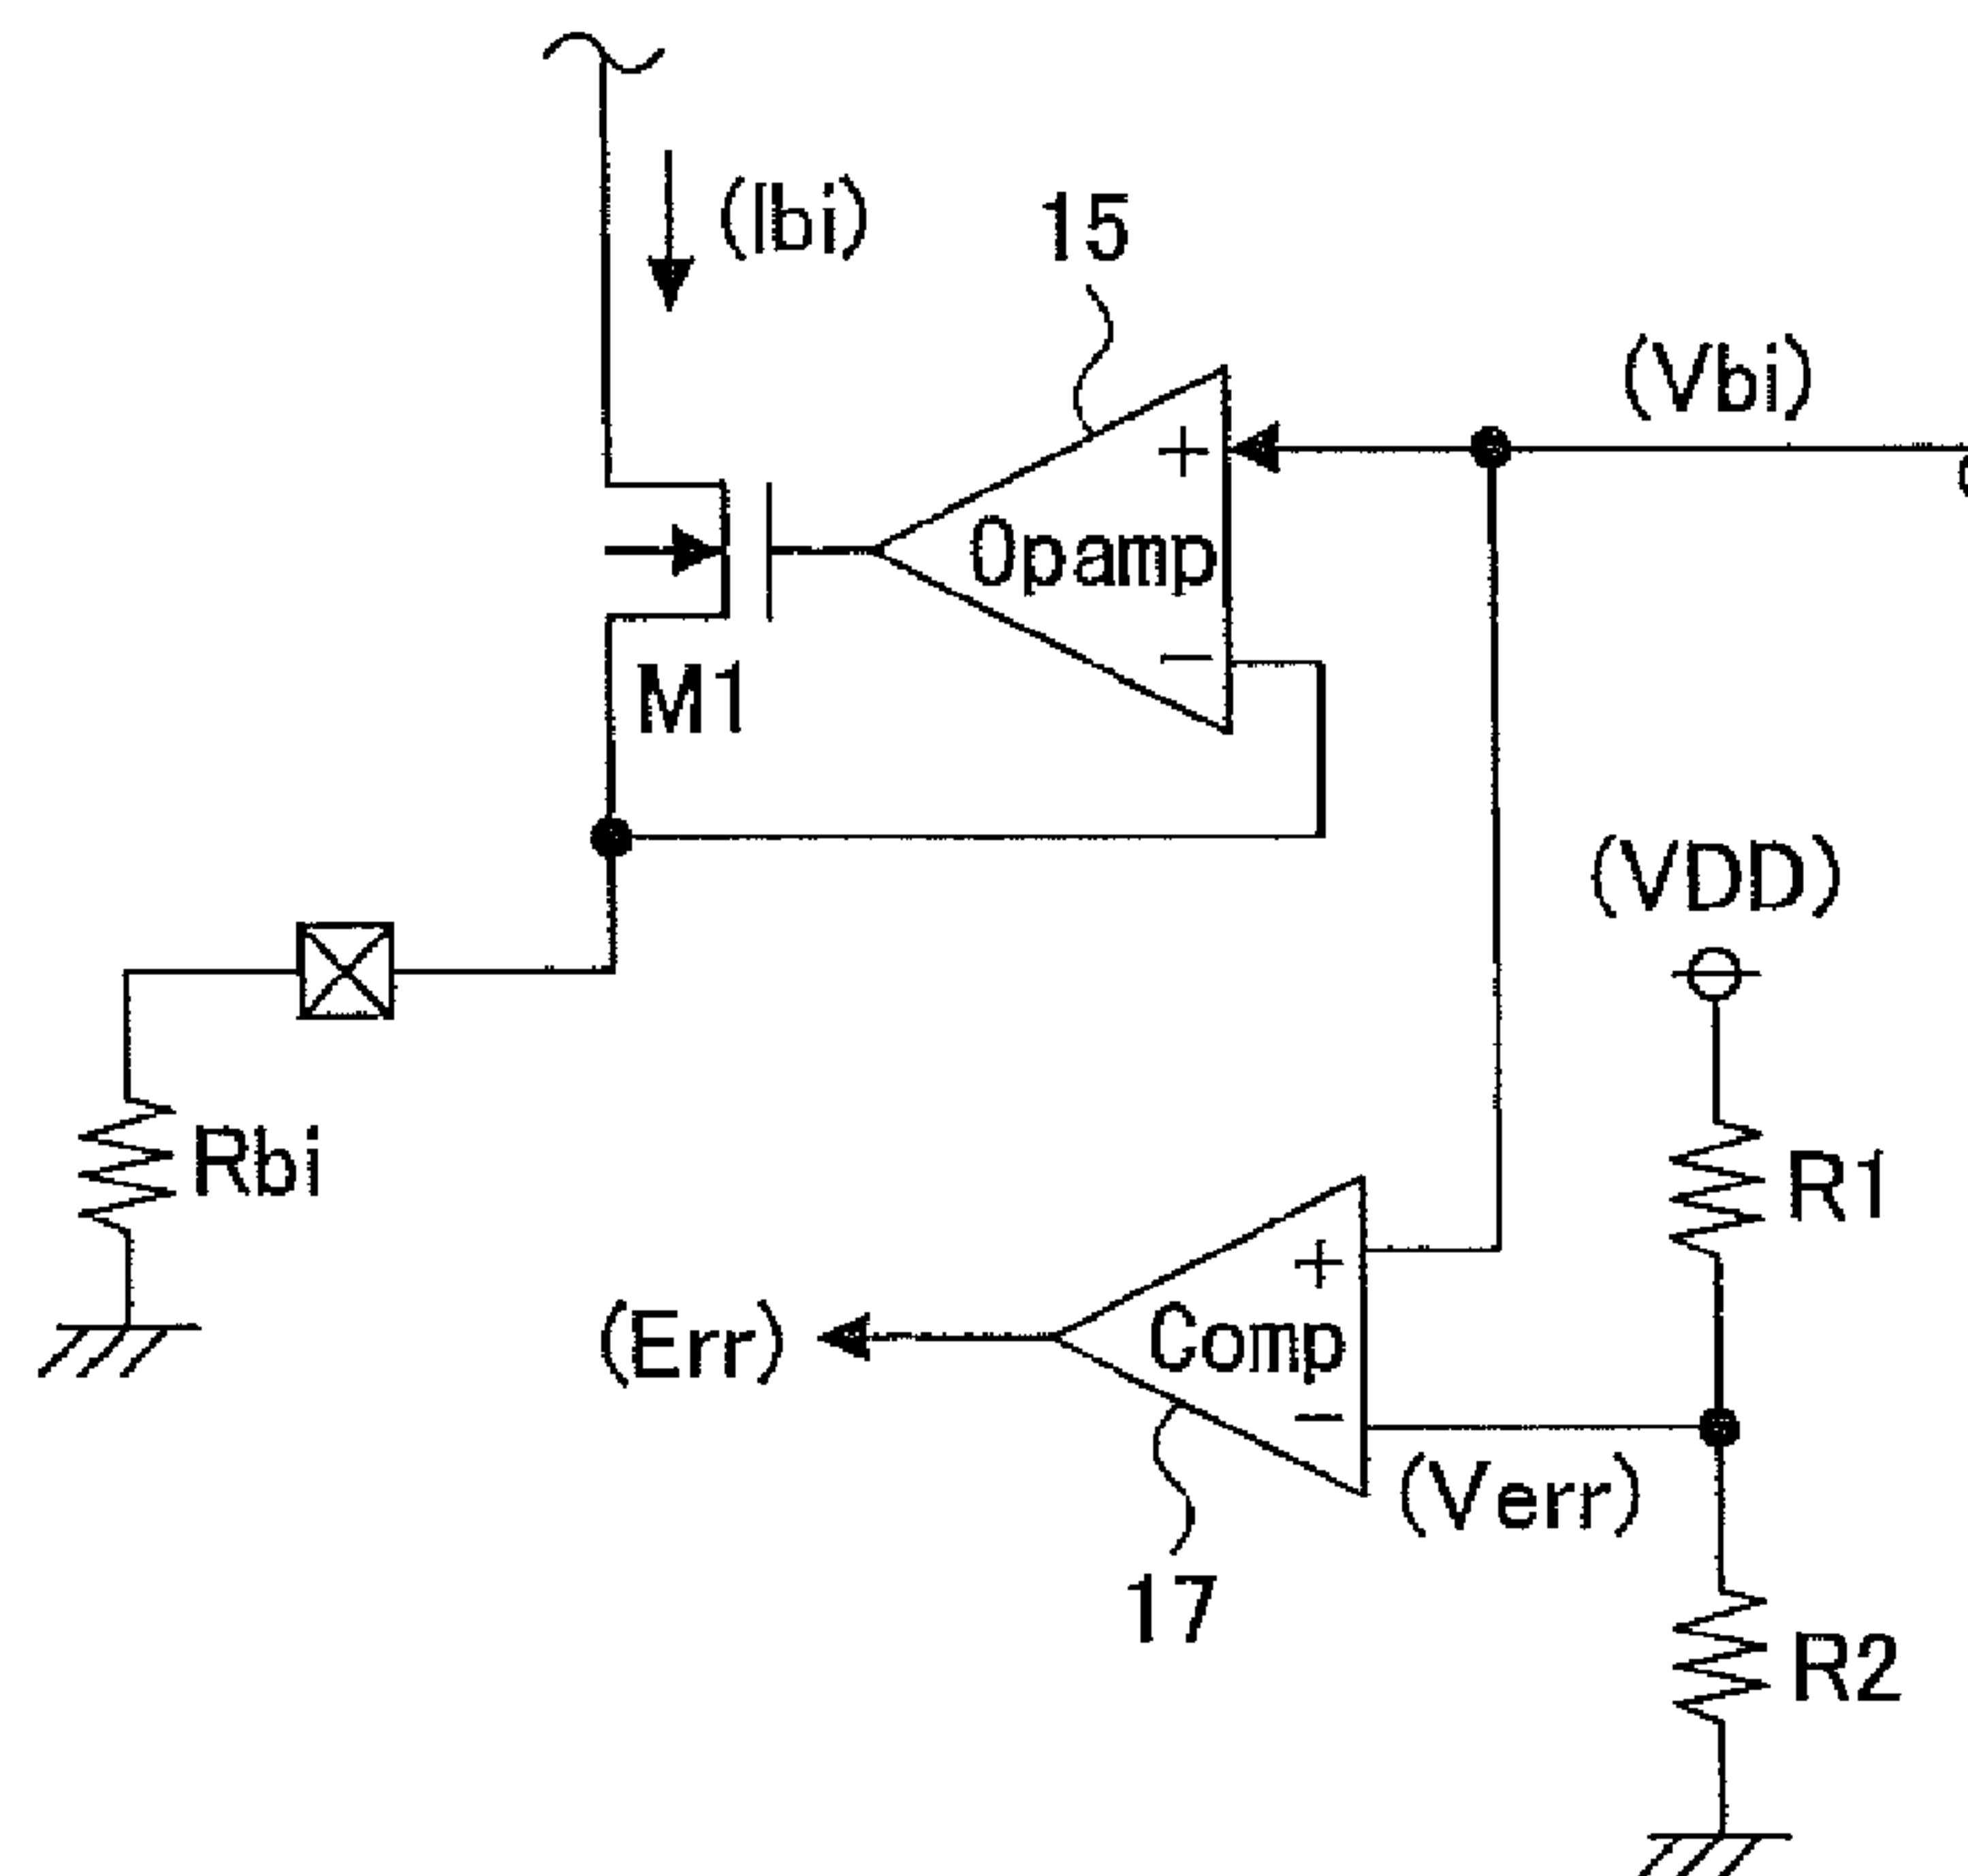 (Ibi)
15
(Vbi)
+
Opamp
−
M1
(VDD)
Rbi
R1
+
(Err)
Comp
−
(Verr)
17
R2